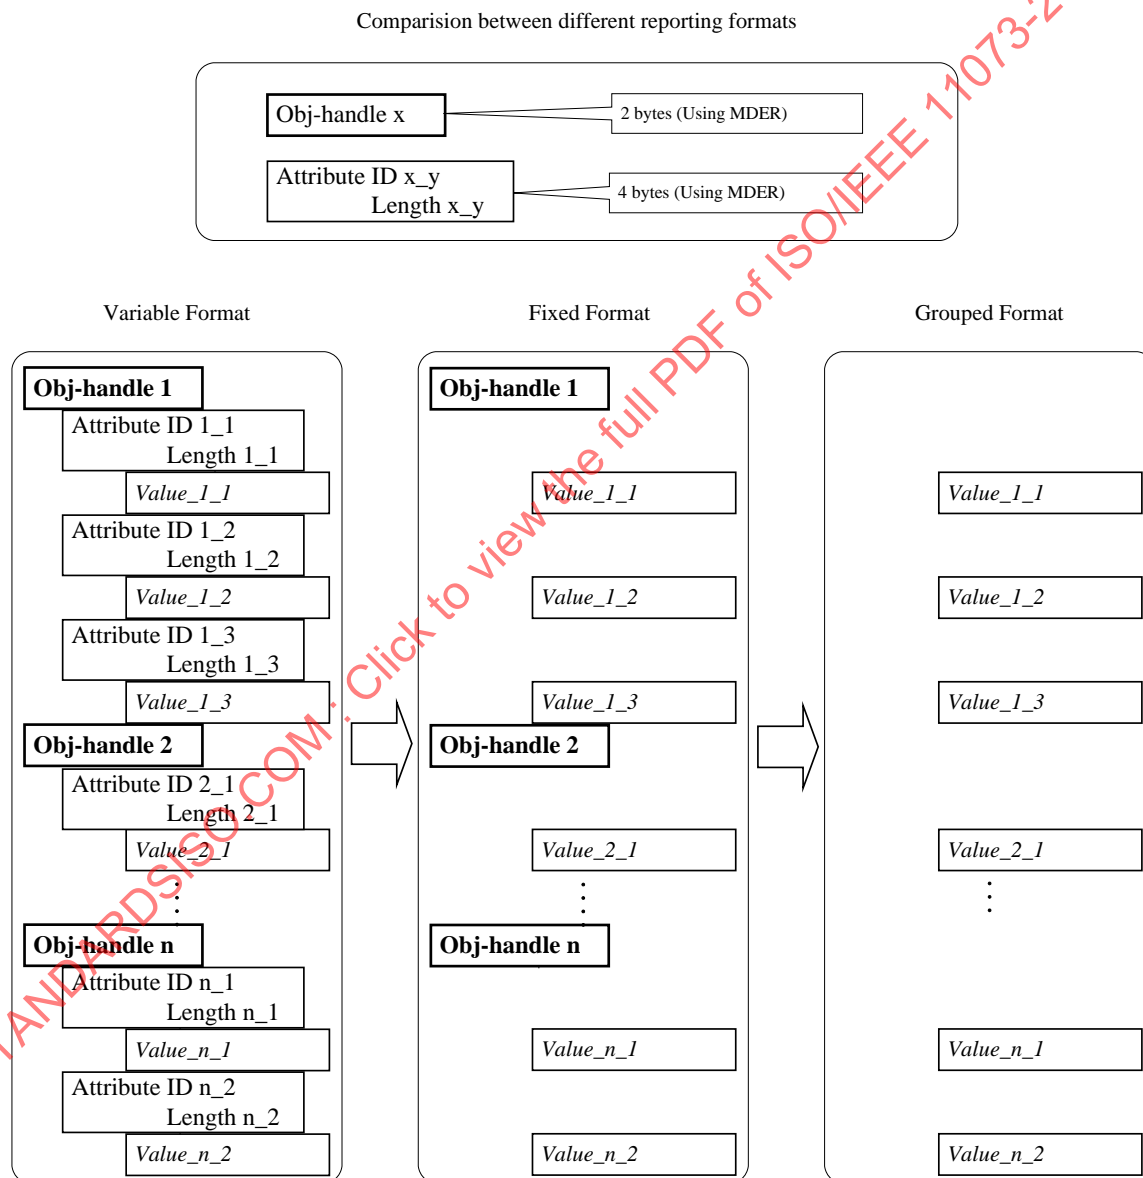 Comparision between different reporting formats
Obj-handle x
2 bytes (Using MDER)
Attribute ID x_y
Length x_y
4 bytes (Using MDER)
Variable Format
Obj-handle 1
Attribute ID 1_1
Length 1_1
Value_1_1
Attribute ID 1_2
Length 1_2
Value_1_2
Attribute ID 1_3
Length 1_3
Value_1_3
Obj-handle 2
Attribute ID 2_1
Length 2_1
Value_2_1
Obj-handle n
Attribute ID n_1
Length n_1
Value_n_1
Attribute ID n_2
Length n_2
Value_n_2
Fixed Format
Obj-handle 1
Value_1_1
Value_1_2
Value_1_3
Obj-handle 2
Value_2_1
Obj-handle n
Value_n_1
Value_n_2
Grouped Format
Value_1_1
Value_1_2
Value_1_3
Value_2_1
Value_n_1
Value_n_2
TANDARDSISO.COM : Click to view the full PDF of ISO/IEEE 11073-2